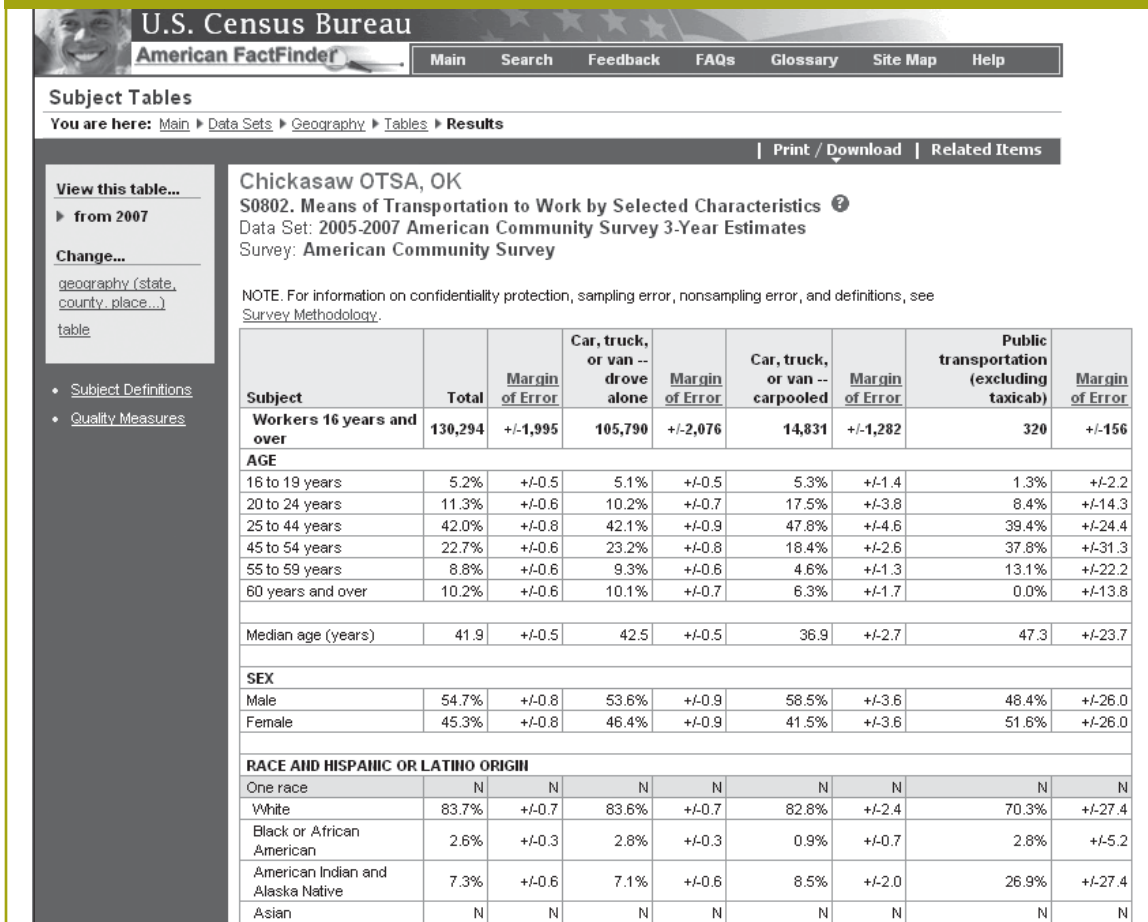 U.S. Census Bureau
American FactFinder
Main Search Feedback FAQs Glossary Site Map Help
Subject Tables
You are here: Main ▶ Data Sets ▶ Geography ▶ Tables ▶ Results
| Print / Download | Related Items
View this table...
▶ from 2007
Change...
geography (state,
county, place...)
table
• Subject Definitions
• Quality Measures
Chickasaw OTSA, OK
S0802. Means of Transportation to Work by Selected Characteristics ?
Data Set: 2005-2007 American Community Survey 3-Year Estimates
Survey: American Community Survey
NOTE. For information on confidentiality protection, sampling error, nonsampling error, and definitions, see
Survey Methodology.
Subject Total Margin of Error Car, truck, or van -- drove alone Margin of Error Car, truck, or van -- carpooled Margin of Error Public transportation (excluding taxicab) Margin of Error
Workers 16 years and over 130,294 +/-1,995 105,790 +/-2,076 14,831 +/-1,282 320 +/-156
AGE
16 to 19 years 5.2% +/-0.5 5.1% +/-0.5 5.3% +/-1.4 1.3% +/-2.2
20 to 24 years 11.3% +/-0.6 10.2% +/-0.7 17.5% +/-3.8 8.4% +/-14.3
25 to 44 years 42.0% +/-0.8 42.1% +/-0.9 47.8% +/-4.6 39.4% +/-24.4
45 to 54 years 22.7% +/-0.6 23.2% +/-0.8 18.4% +/-2.6 37.8% +/-31.3
55 to 59 years 8.8% +/-0.6 9.3% +/-0.6 4.6% +/-1.3 13.1% +/-22.2
60 years and over 10.2% +/-0.6 10.1% +/-0.7 6.3% +/-1.7 0.0% +/-13.8
Median age (years) 41.9 +/-0.5 42.5 +/-0.5 36.9 +/-2.7 47.3 +/-23.7
SEX
Male 54.7% +/-0.8 53.6% +/-0.9 58.5% +/-3.6 48.4% +/-26.0
Female 45.3% +/-0.8 46.4% +/-0.9 41.5% +/-3.6 51.6% +/-26.0
RACE AND HISPANIC OR LATINO ORIGIN
One race N N N N N N N N
White 83.7% +/-0.7 83.6% +/-0.7 82.8% +/-2.4 70.3% +/-27.4
Black or African American 2.6% +/-0.3 2.8% +/-0.3 0.9% +/-0.7 2.8% +/-5.2
American Indian and Alaska Native 7.3% +/-0.6 7.1% +/-0.6 8.5% +/-2.0 26.9% +/-27.4
Asian N N N N N N N N